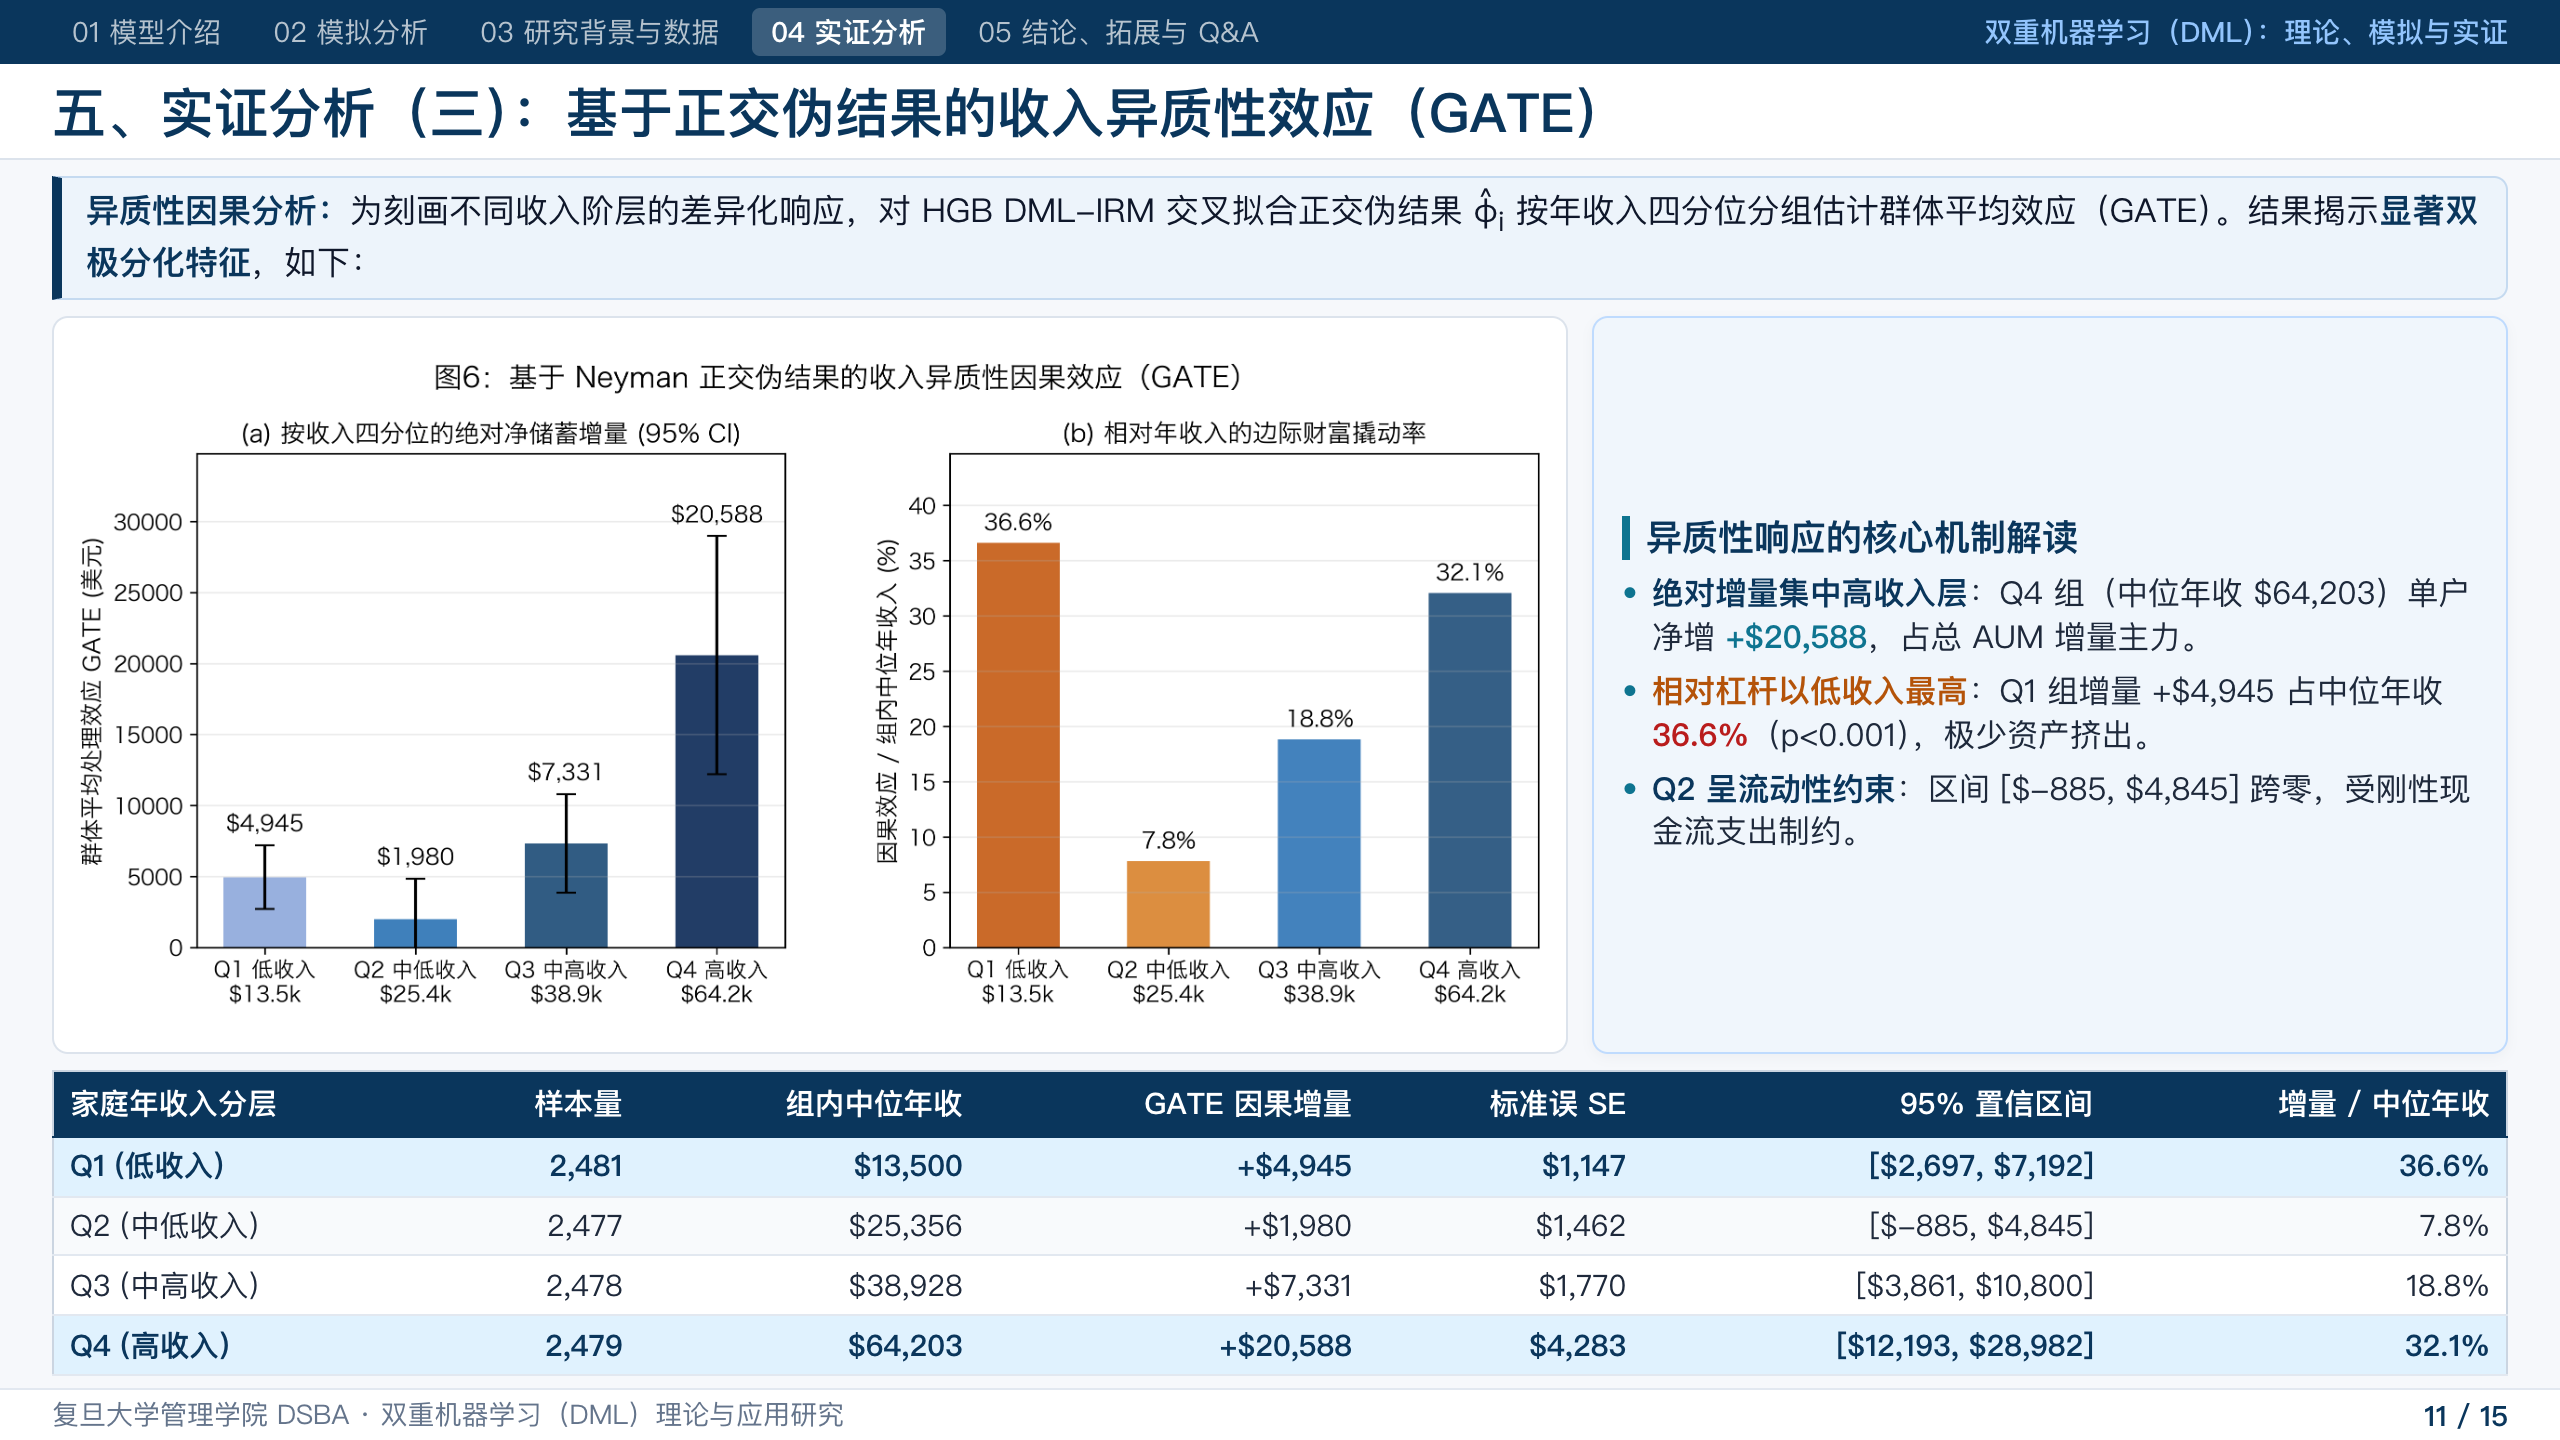 01 模型介绍 02 模拟分析 03 研究背景与数据 04 实证分析 05 结论、拓展与 Q&A 双重机器学习（DML）：理论、模拟与实证
五、实证分析（三）：基于正交伪结果的收入异质性效应（GATE）
异质性因果分析：为刻画不同收入阶层的差异化响应，对 HGB DML–IRM 交叉拟合正交伪结果 ϕ̂i 按年收入四分位分组估计群体平均效应（GATE）。结果揭示显著双
极分化特征，如下：
图6：基于 Neyman 正交伪结果的收入异质性因果效应（GATE）
(a) 按收入四分位的绝对净储蓄增量 (95% CI)
群体平均处理效应 GATE (美元)
30000
25000
20000
15000
10000
5000
0
$4,945
$1,980
$7,331
$20,588
Q1 低收入 Q2 中低收入 Q3 中高收入 Q4 高收入
$13.5k $25.4k $38.9k $64.2k
(b) 相对年收入的边际财富撬动率
因果效应 / 组内中位年收入 (%)
40
35
30
25
20
15
10
5
0
36.6%
7.8%
18.8%
32.1%
Q1 低收入 Q2 中低收入 Q3 中高收入 Q4 高收入
$13.5k $25.4k $38.9k $64.2k
异质性响应的核心机制解读
• 绝对增量集中高收入层：Q4 组（中位年收 $64,203）单户
净增 +$20,588，占总 AUM 增量主力。
• 相对杠杆以低收入最高：Q1 组增量 +$4,945 占中位年收
36.6%（p<0.001），极少资产挤出。
• Q2 呈流动性约束：区间 [$–885, $4,845] 跨零，受刚性现
金流支出制约。
家庭年收入分层 样本量 组内中位年收 GATE 因果增量 标准误 SE 95% 置信区间 增量 / 中位年收
Q1 (低收入) 2,481 $13,500 +$4,945 $1,147 [$2,697, $7,192] 36.6%
Q2 (中低收入) 2,477 $25,356 +$1,980 $1,462 [$–885, $4,845] 7.8%
Q3 (中高收入) 2,478 $38,928 +$7,331 $1,770 [$3,861, $10,800] 18.8%
Q4 (高收入) 2,479 $64,203 +$20,588 $4,283 [$12,193, $28,982] 32.1%
复旦大学管理学院 DSBA · 双重机器学习（DML）理论与应用研究 11 / 15